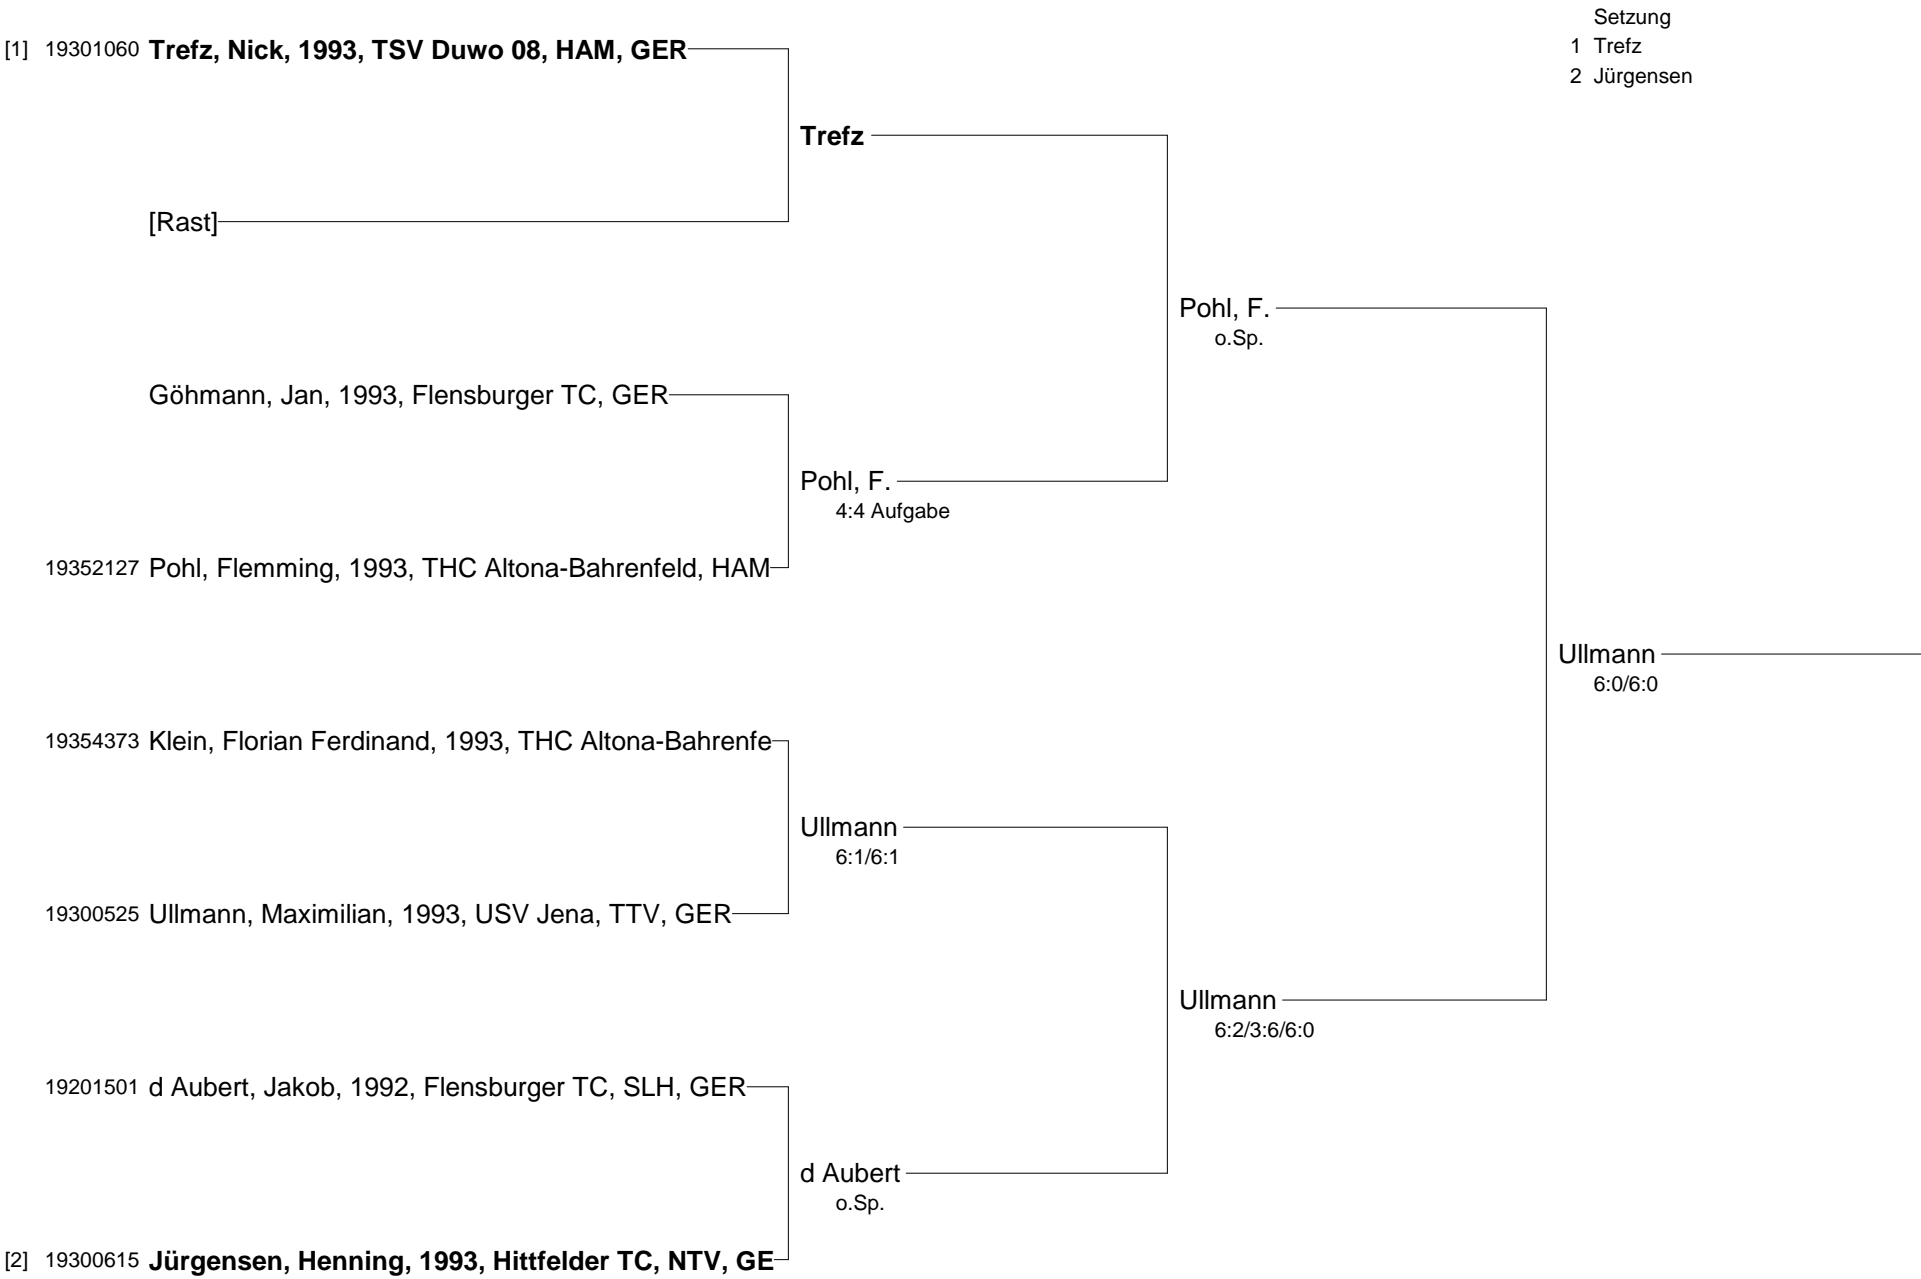 Setzung
1 Trefz
2 Jürgensen
[1] 19301060 Trefz, Nick, 1993, TSV Duwo 08, HAM, GER
Trefz
[Rast]
Pohl, F.
o.Sp.
Göhmann, Jan, 1993, Flensburger TC, GER
Pohl, F.
4:4 Aufgabe
19352127 Pohl, Flemming, 1993, THC Altona-Bahrenfeld, HAM
Ullmann
6:0/6:0
19354373 Klein, Florian Ferdinand, 1993, THC Altona-Bahrenfe
Ullmann
6:1/6:1
19300525 Ullmann, Maximilian, 1993, USV Jena, TTV, GER
Ullmann
6:2/3:6/6:0
19201501 d Aubert, Jakob, 1992, Flensburger TC, SLH, GER
d Aubert
o.Sp.
[2] 19300615 Jürgensen, Henning, 1993, Hittfelder TC, NTV, GE